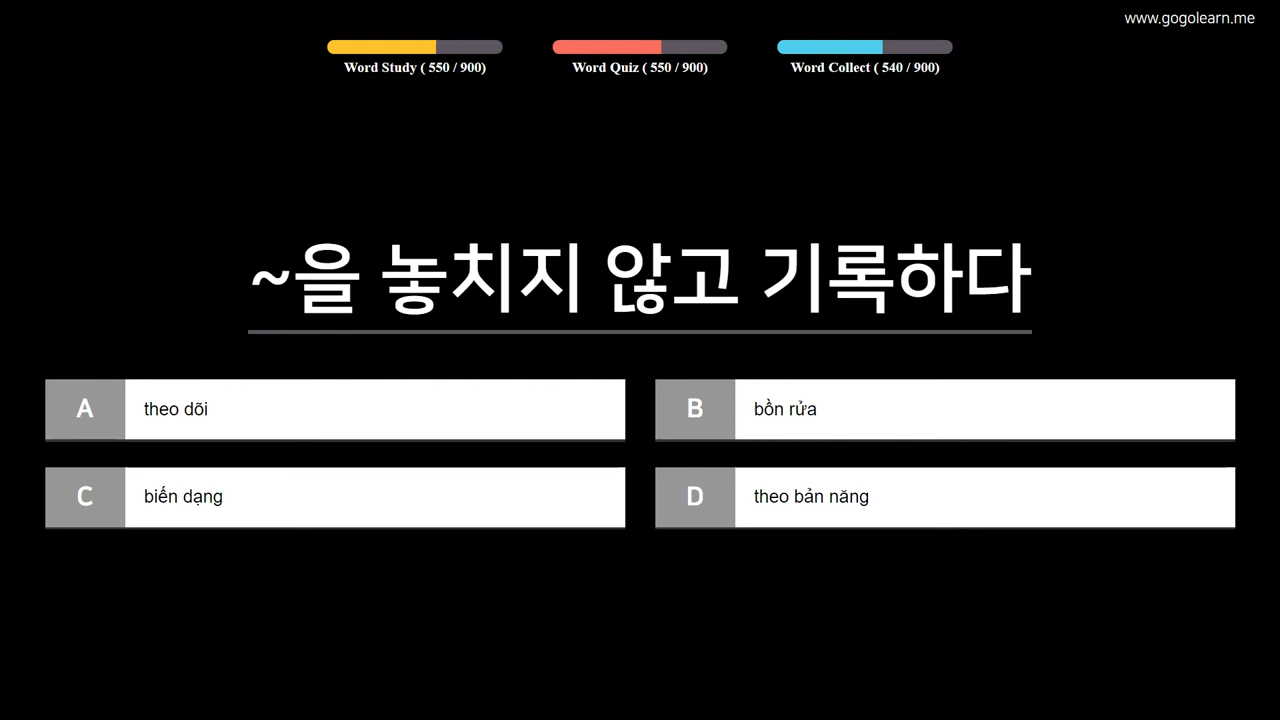 www.gogolearn.me
Word Study ( 550 / 900)
Word Quiz ( 550 / 900)
Word Collect ( 540 / 900)
~을 놓치지 않고 기록하다
A theo dõi
B bồn rửa
C biến dạng
D theo bản năng